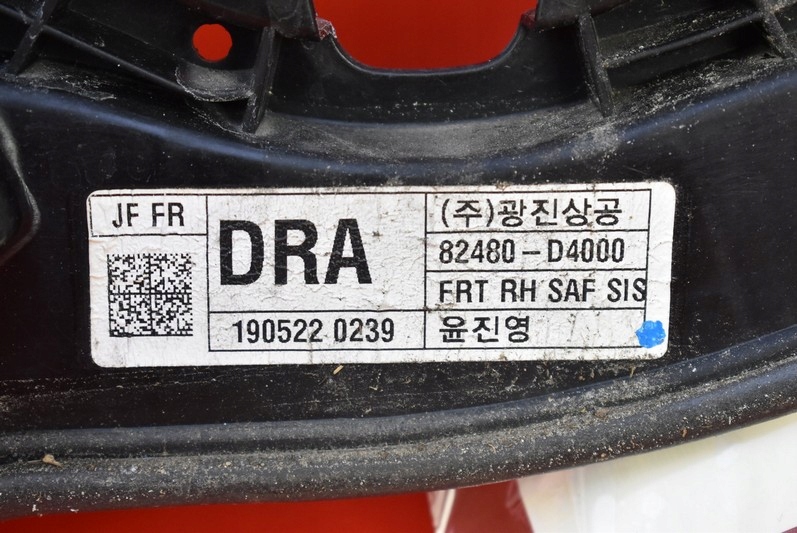 JF FR
DRA
(주)광진상공
82480-D4000
FRT RH SAF SIS
190522 0239
윤진영